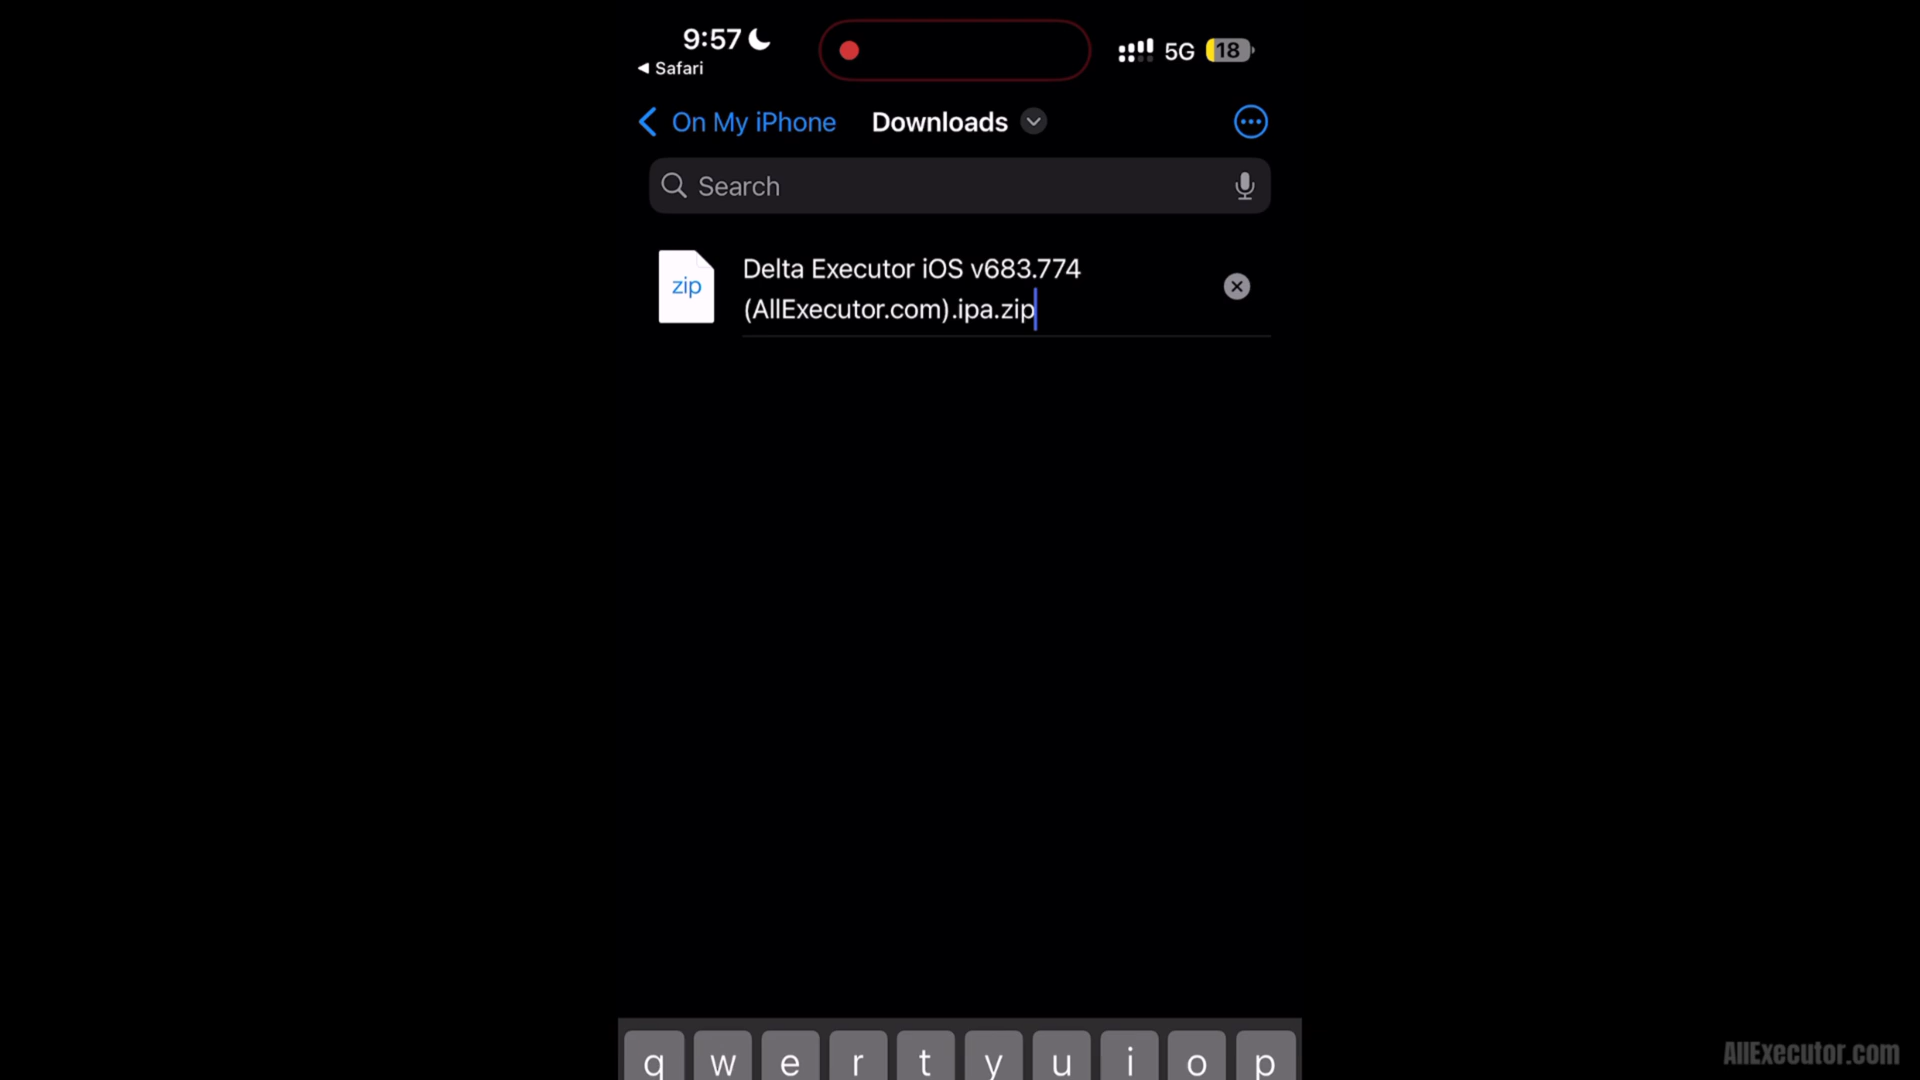 9:57
5G 18
◀ Safari
On My iPhone Downloads
Search
zip
Delta Executor iOS v683.774
(AllExecutor.com).ipa.zip
q w e r t y u i o p
AllExecutor.com